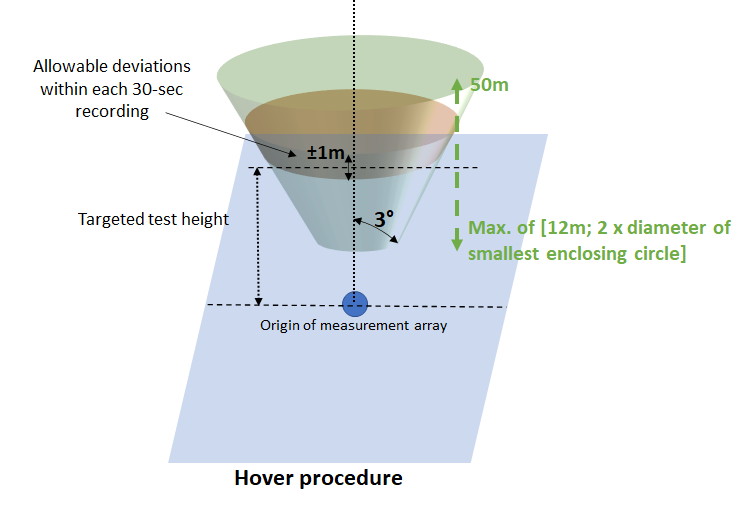 Allowable deviations
within each 30-sec
recording
50m
±1m
Targeted test height
3°
Max. of [12m; 2 x diameter of
smallest enclosing circle]
Origin of measurement array
Hover procedure